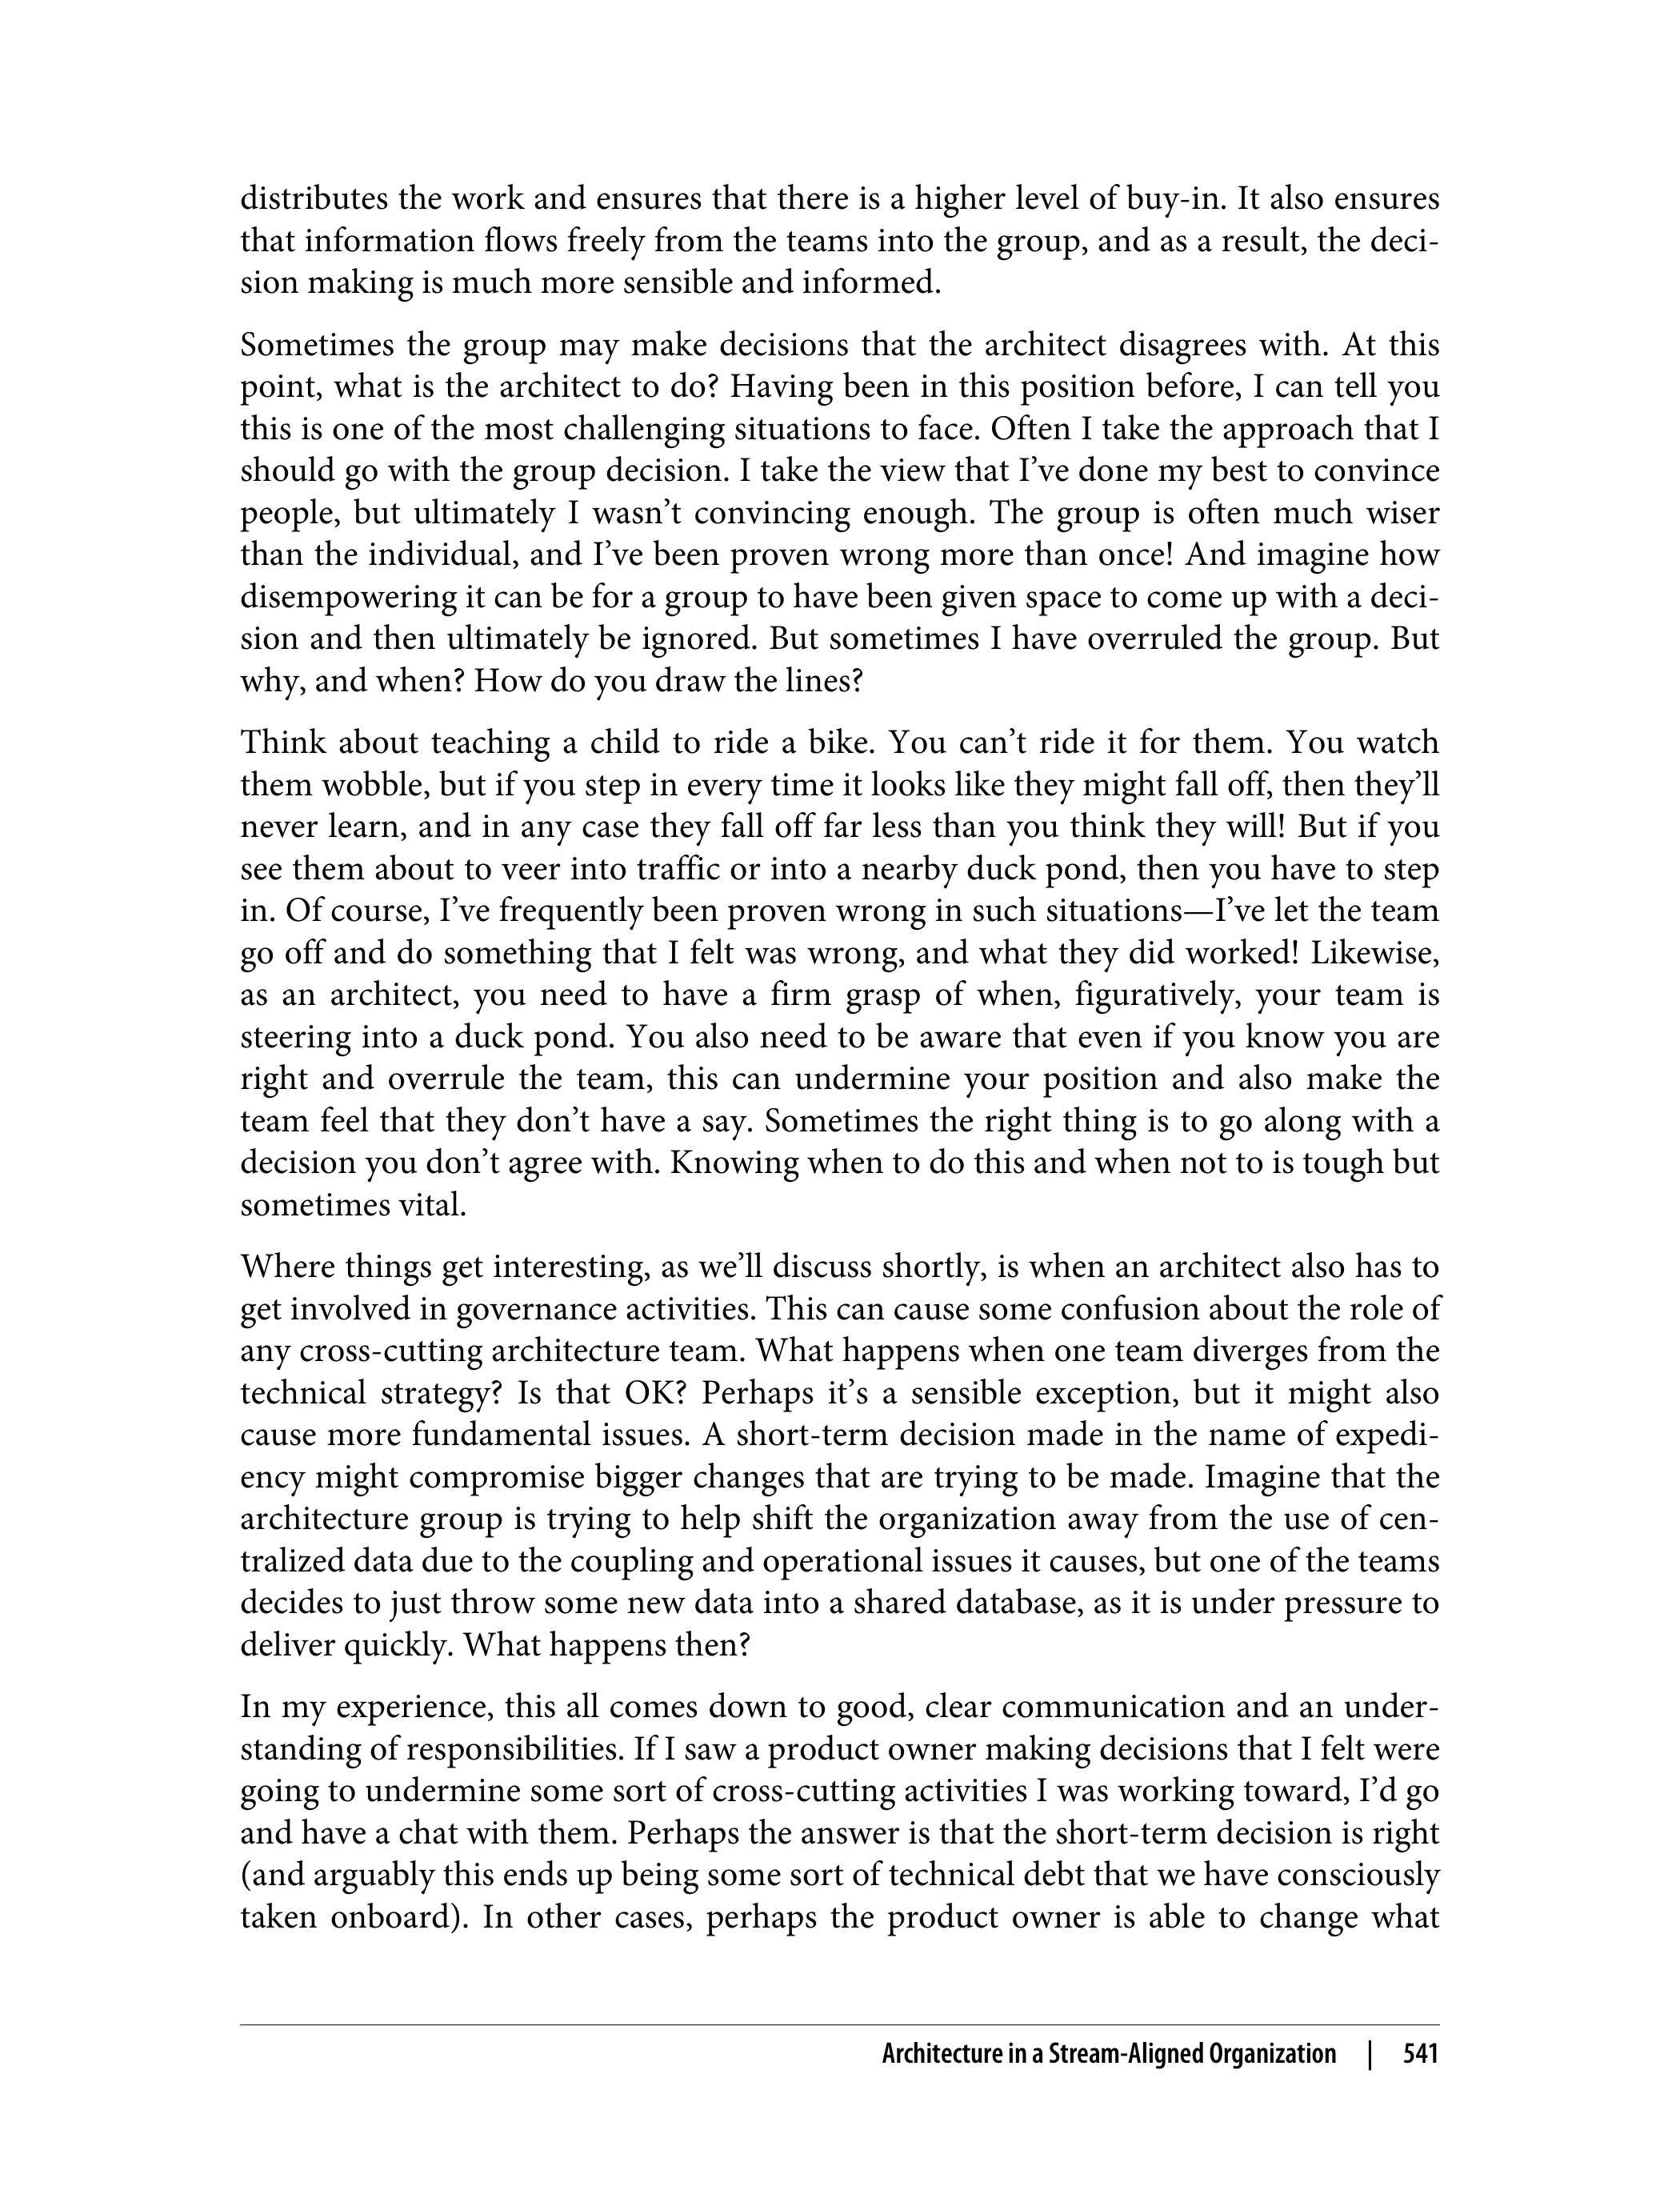 distributes the work and ensures that there is a higher level of buy-in. It also ensures
that information flows freely from the teams into the group, and as a result, the deci-
sion making is much more sensible and informed.
Sometimes the group may make decisions that the architect disagrees with. At this
point, what is the architect to do? Having been in this position before, I can tell you
this is one of the most challenging situations to face. Often I take the approach that I
should go with the group decision. I take the view that I’ve done my best to convince
people, but ultimately I wasn’t convincing enough. The group is often much wiser
than the individual, and I’ve been proven wrong more than once! And imagine how
disempowering it can be for a group to have been given space to come up with a deci-
sion and then ultimately be ignored. But sometimes I have overruled the group. But
why, and when? How do you draw the lines?
Think about teaching a child to ride a bike. You can’t ride it for them. You watch
them wobble, but if you step in every time it looks like they might fall off, then they’ll
never learn, and in any case they fall off far less than you think they will! But if you
see them about to veer into traffic or into a nearby duck pond, then you have to step
in. Of course, I’ve frequently been proven wrong in such situations—I’ve let the team
go off and do something that I felt was wrong, and what they did worked! Likewise,
as an architect, you need to have a firm grasp of when, figuratively, your team is
steering into a duck pond. You also need to be aware that even if you know you are
right and overrule the team, this can undermine your position and also make the
team feel that they don’t have a say. Sometimes the right thing is to go along with a
decision you don’t agree with. Knowing when to do this and when not to is tough but
sometimes vital.
Where things get interesting, as we’ll discuss shortly, is when an architect also has to
get involved in governance activities. This can cause some confusion about the role of
any cross-cutting architecture team. What happens when one team diverges from the
technical strategy? Is that OK? Perhaps it’s a sensible exception, but it might also
cause more fundamental issues. A short-term decision made in the name of expedi-
ency might compromise bigger changes that are trying to be made. Imagine that the
architecture group is trying to help shift the organization away from the use of cen-
tralized data due to the coupling and operational issues it causes, but one of the teams
decides to just throw some new data into a shared database, as it is under pressure to
deliver quickly. What happens then?
In my experience, this all comes down to good, clear communication and an under-
standing of responsibilities. If I saw a product owner making decisions that I felt were
going to undermine some sort of cross-cutting activities I was working toward, I’d go
and have a chat with them. Perhaps the answer is that the short-term decision is right
(and arguably this ends up being some sort of technical debt that we have consciously
taken onboard). In other cases, perhaps the product owner is able to change what
Architecture in a Stream-Aligned Organization | 541